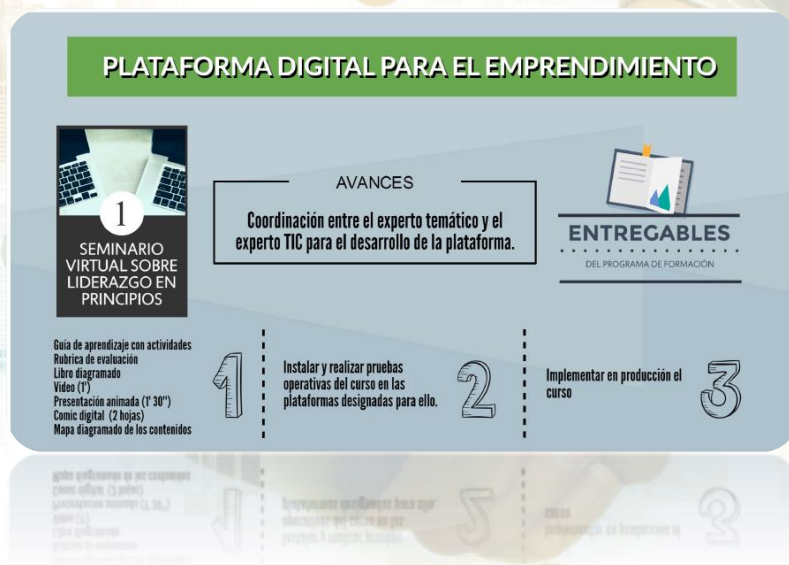 PLATAFORMA DIGITAL PARA EL EMPRENDIMIENTO
1
SEMINARIO
VIRTUAL SOBRE
LIDERAZGO EN
PRINCIPIOS
AVANCES
Coordinación entre el experto temático y el
experto TIC para el desarrollo de la plataforma.
ENTREGABLES
DEL PROGRAMA DE FORMACIÓN
Guía de aprendizaje con actividades
Rubrica de evaluación
Libro diagramado
Video (1')
Presentación animada (1' 30'')
Comic digital (2 hojas)
Mapa diagramado de los contenidos
1
Instalar y realizar pruebas
operativas del curso en las
plataformas designadas para ello.
2
Implementar en producción el
curso
3